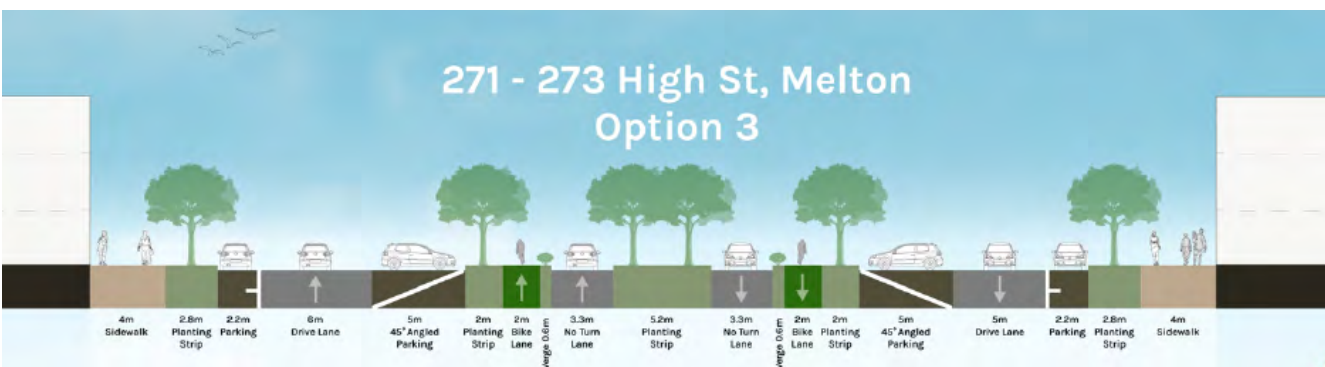 271 - 273 High St, Melton
Option 3
4m
Sidewalk
2.8m
Planting
Strip
2.2m
Parking
6m
Drive Lane
5m
45° Angled
Parking
2m
Planting
Strip
2m
Bike
Lane
Verge 0.6m
3.3m
No Turn
Lane
5.2m
Planting
Strip
3.3m
No Turn
Lane
Verge 0.6m
2m
Bike
Lane
2m
Planting
Strip
5m
45° Angled
Parking
5m
Drive Lane
2.2m
Parking
2.8m
Planting
Strip
4m
Sidewalk